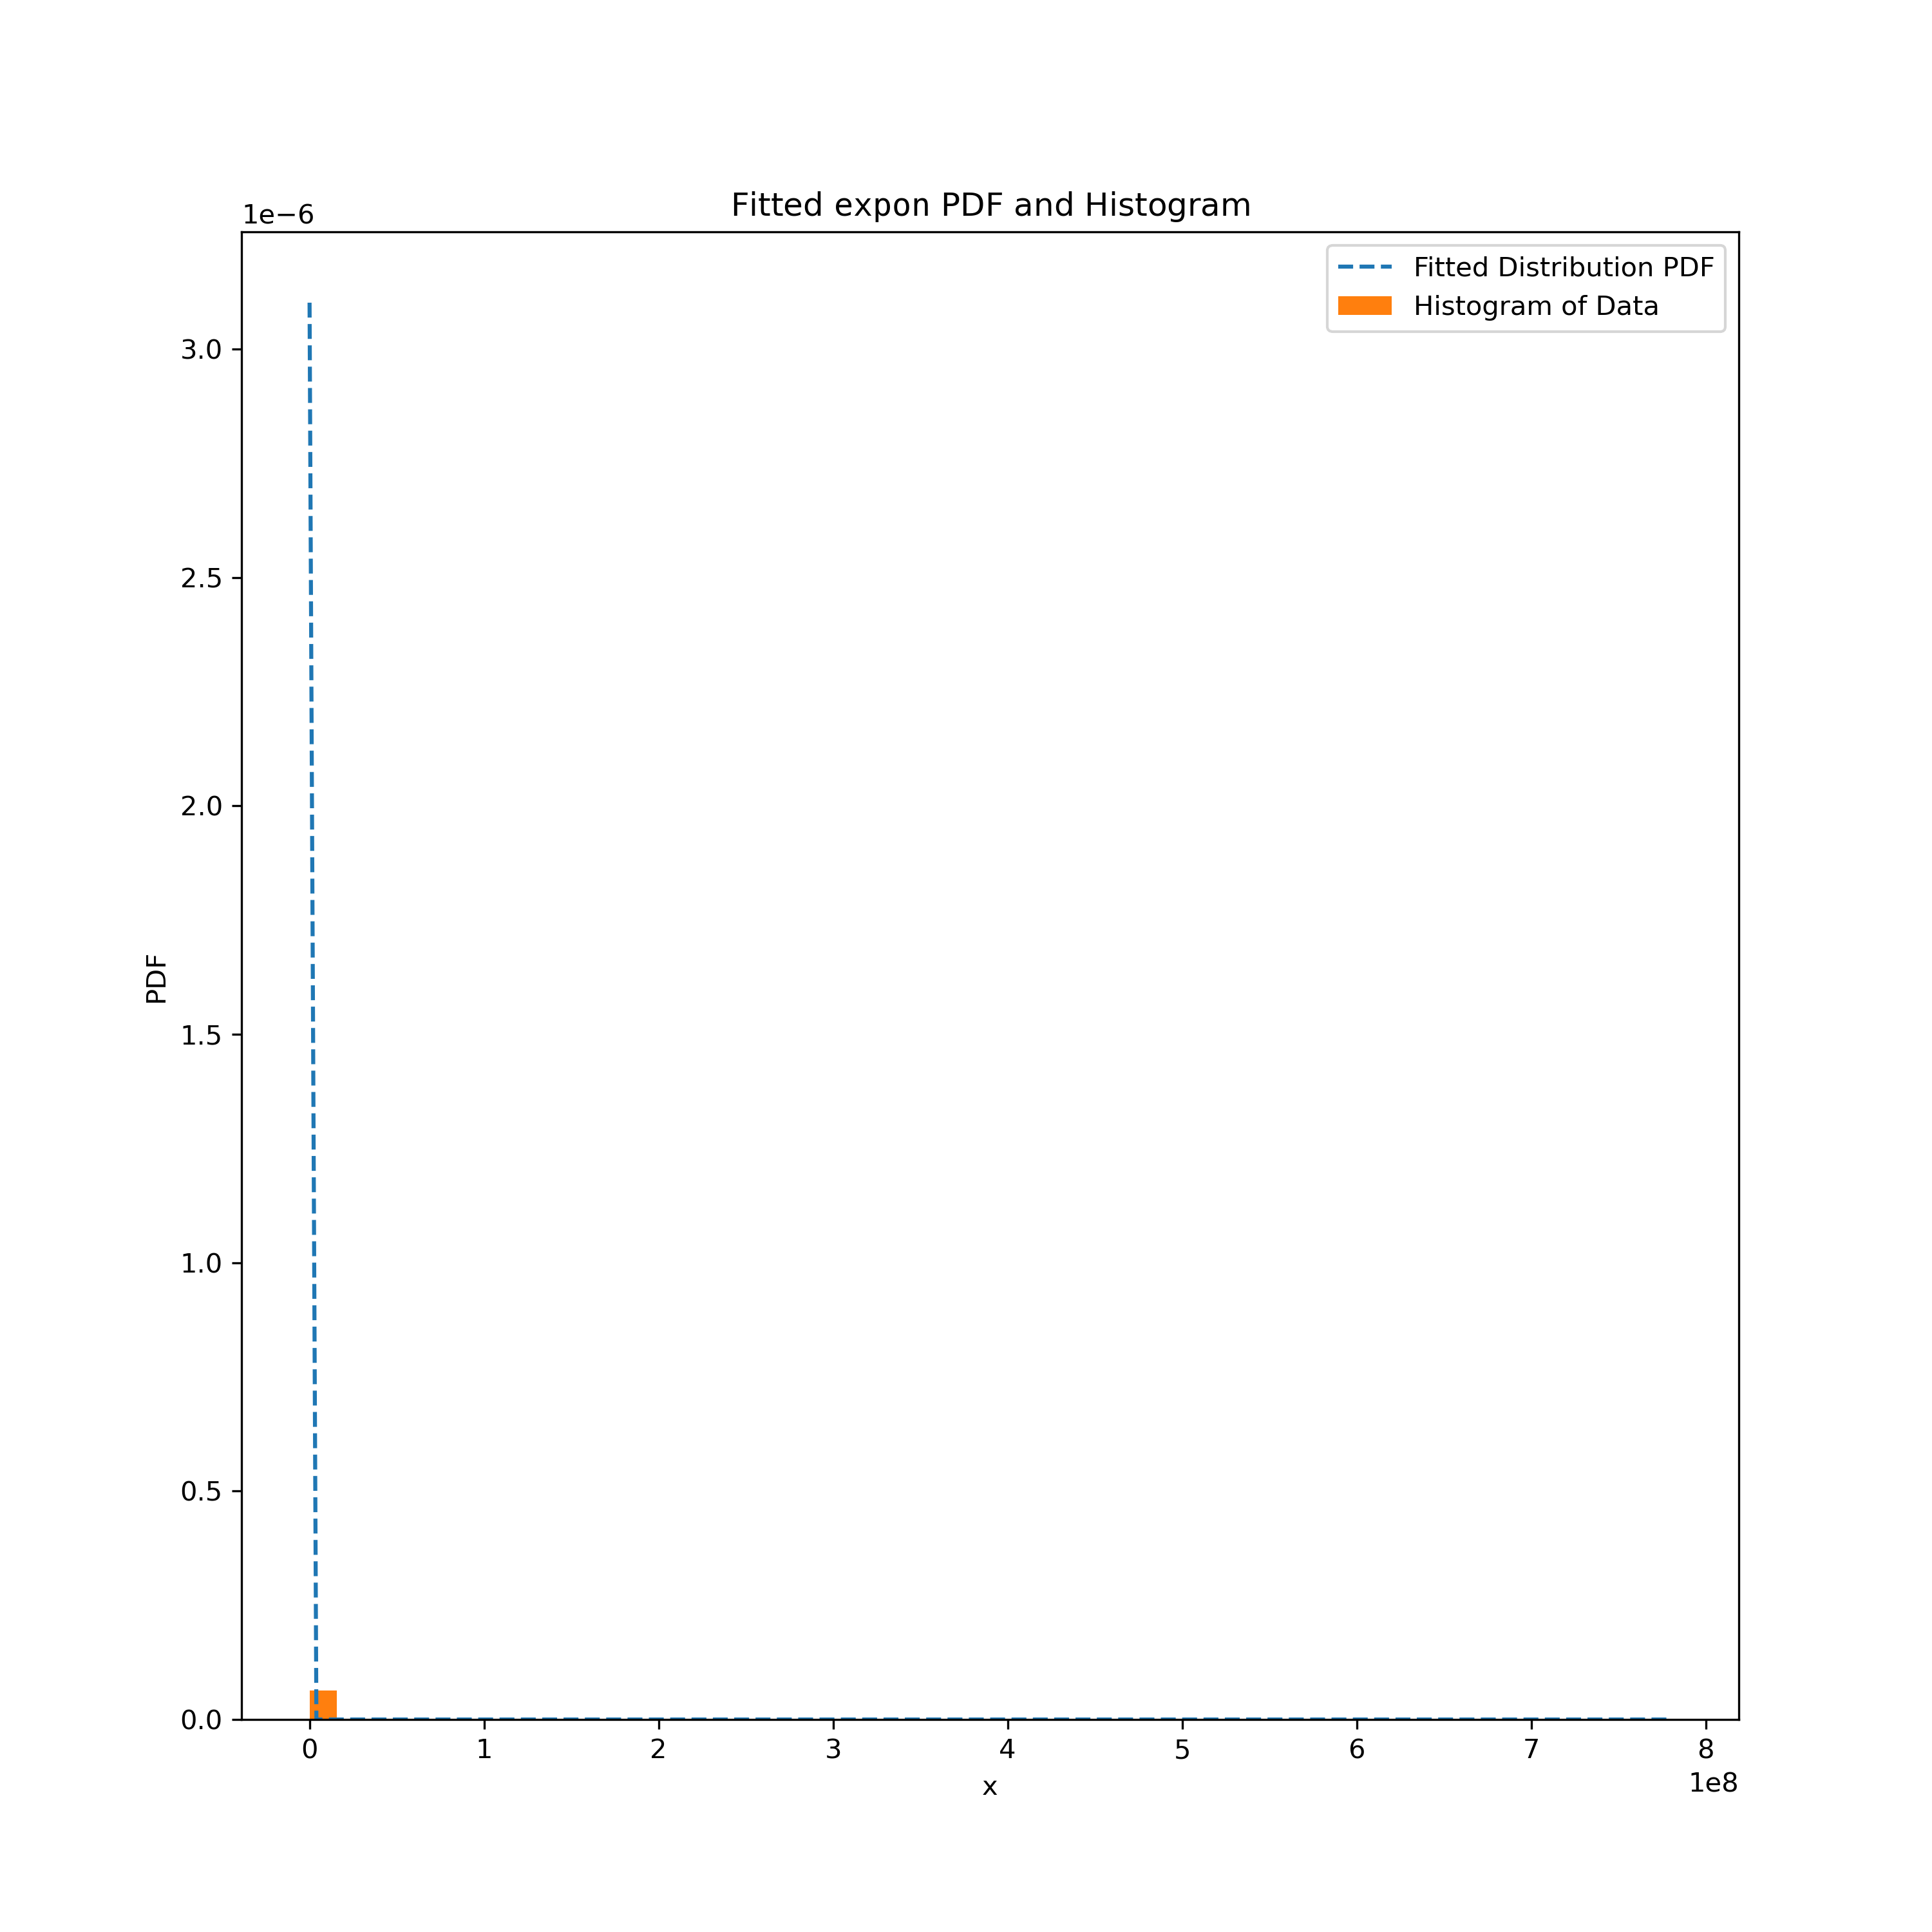 Fitted expon PDF and Histogram
1e−6
Fitted Distribution PDF
Histogram of Data
3.0
2.5
2.0
1.5
1.0
0.5
0.0
PDF
0 1 2 3 4 5 6 7 8
x
1e8